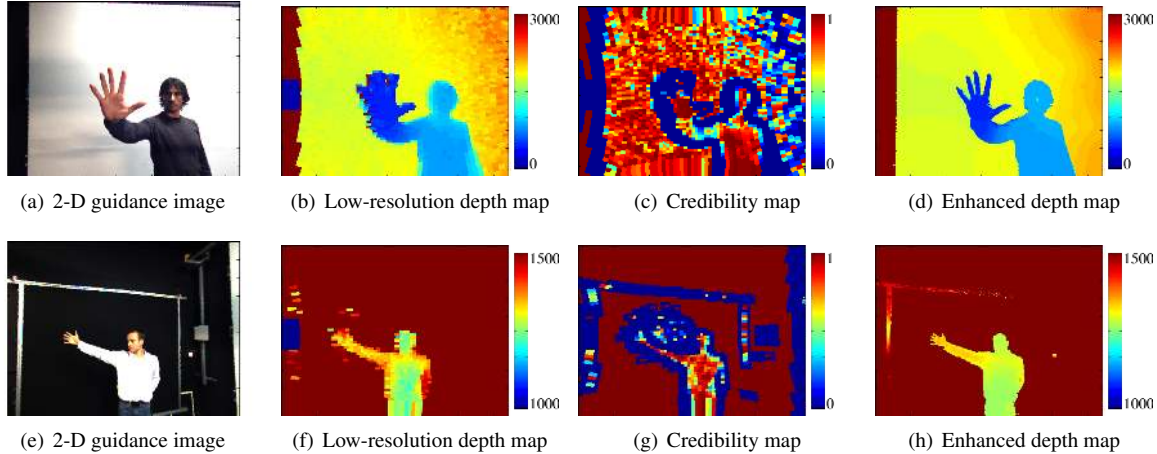 3000
0
1
0
3000
0
(a) 2-D guidance image
(b) Low-resolution depth map
(c) Credibility map
(d) Enhanced depth map
1500
1000
1
0
1500
1000
(e) 2-D guidance image
(f) Low-resolution depth map
(g) Credibility map
(h) Enhanced depth map